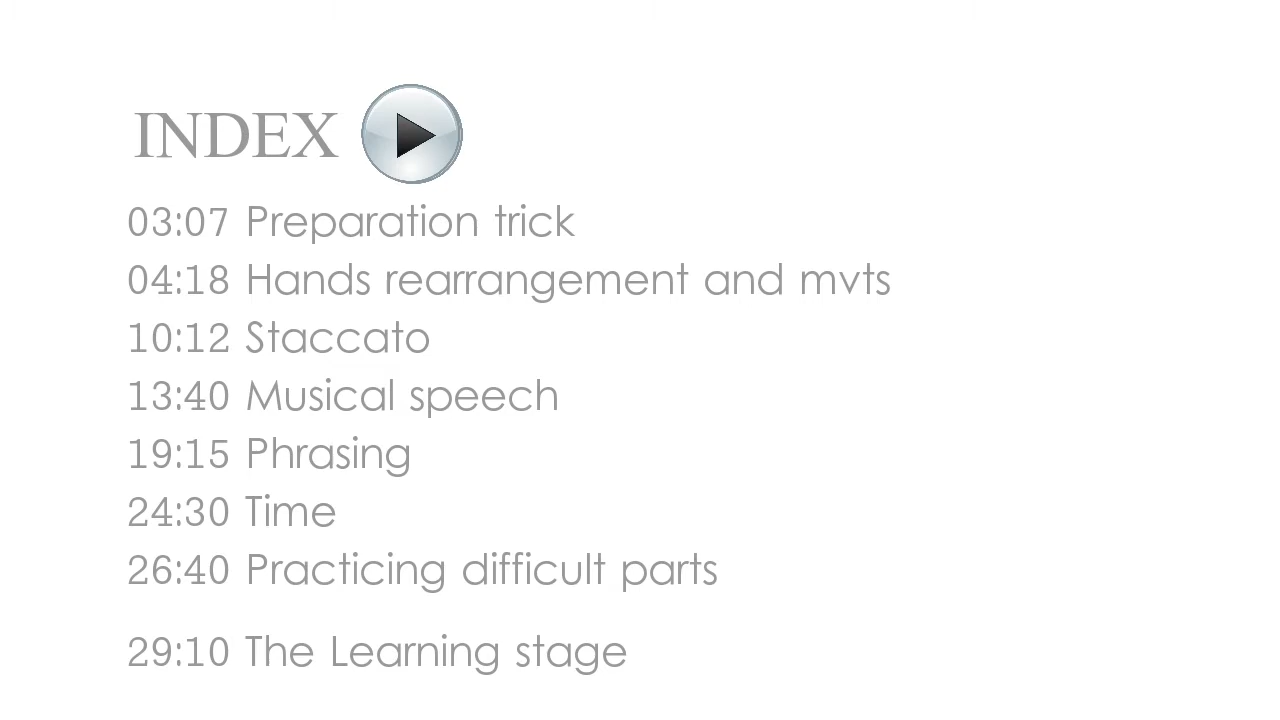 INDEX
03:07 Preparation trick
04:18 Hands rearrangement and mvts
10:12 Staccato
13:40 Musical speech
19:15 Phrasing
24:30 Time
26:40 Practicing difficult parts
29:10 The Learning stage